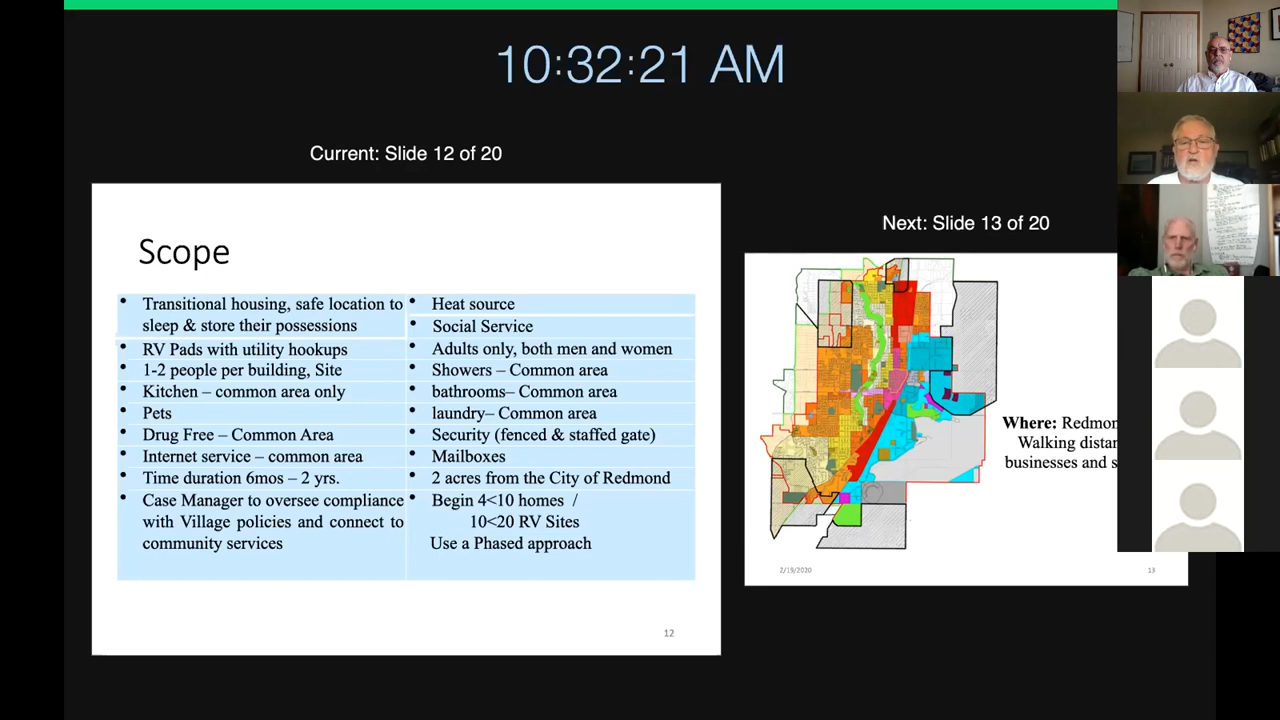 10:32:21 AM
Current: Slide 12 of 20
Scope
• Transitional housing, safe location to
sleep & store their possessions
• RV Pads with utility hookups
• 1-2 people per building, Site
• Kitchen – common area only
• Pets
• Drug Free – Common Area
• Internet service – common area
• Time duration 6mos – 2 yrs.
• Case Manager to oversee compliance
with Village policies and connect to
community services
• Heat source
• Social Service
• Adults only, both men and women
• Showers – Common area
• bathrooms– Common area
• laundry– Common area
• Security (fenced & staffed gate)
• Mailboxes
• 2 acres from the City of Redmond
• Begin 4<10 homes /
10<20 RV Sites
Use a Phased approach
12
Next: Slide 13 of 20
Where: Redmon
Walking distan
businesses and s
2/19/2020
13